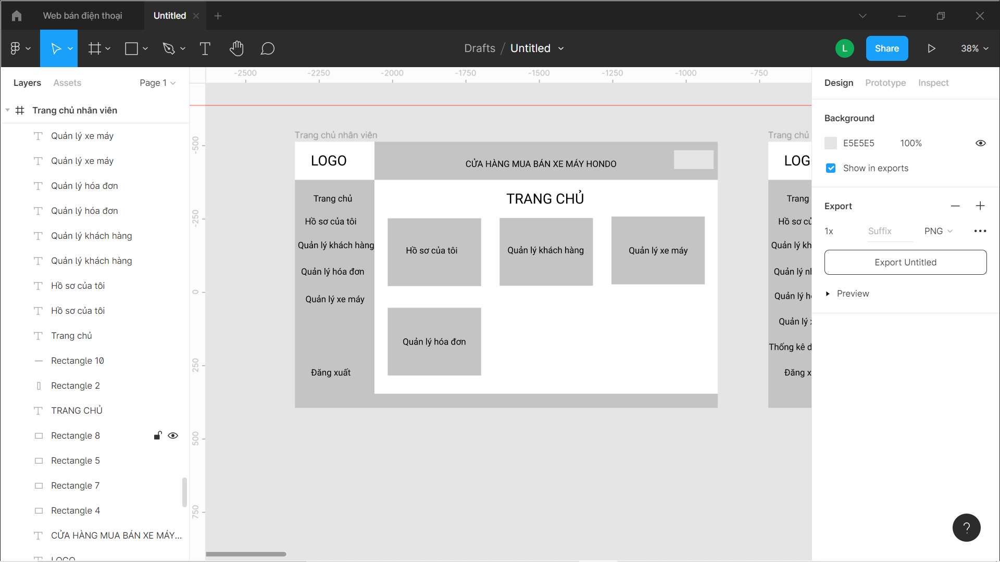 Web bán điện thoại
Untitled
Drafts / Untitled
L
Share
38%
Layers
Assets
Page 1
Trang chủ nhân viên
Quản lý xe máy
Quản lý xe máy
Quản lý hóa đơn
Quản lý hóa đơn
Quản lý khách hàng
Quản lý khách hàng
Hồ sơ của tôi
Hồ sơ của tôi
Trang chủ
Rectangle 10
Rectangle 2
TRANG CHỦ
Rectangle 8
Rectangle 5
Rectangle 7
Rectangle 4
CỬA HÀNG MUA BÁN XE MÁY...
LOGO
-2500
-2250
-2000
-1750
-1500
-1250
-1000
-750
-500
-250
0
250
500
750
Trang chủ nhân viên
LOGO
CỬA HÀNG MUA BÁN XE MÁY HONDO
Trang chủ
Hồ sơ của tôi
Quản lý khách hàng
Quản lý hóa đơn
Quản lý xe máy
Đăng xuất
TRANG CHỦ
Hồ sơ của tôi
Quản lý khách hàng
Quản lý xe máy
Quản lý hóa đơn
Trang chủ
LOG
Trang
Hồ sơ củ
Quản lý kh
Quản lý nh
Quản lý
Quản lý
Thống kê d
Đăng x
Design
Prototype
Inspect
Background
E5E5E5
100%
Show in exports
Export
1x
Suffix
PNG
Export Untitled
Preview
?